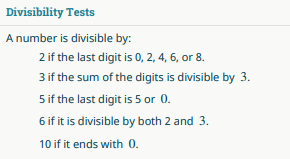 Divisibility Tests
A number is divisible by:
2 if the last digit is 0, 2, 4, 6, or 8.
3 if the sum of the digits is divisible by 3.
5 if the last digit is 5 or 0.
6 if it is divisible by both 2 and 3.
10 if it ends with 0.